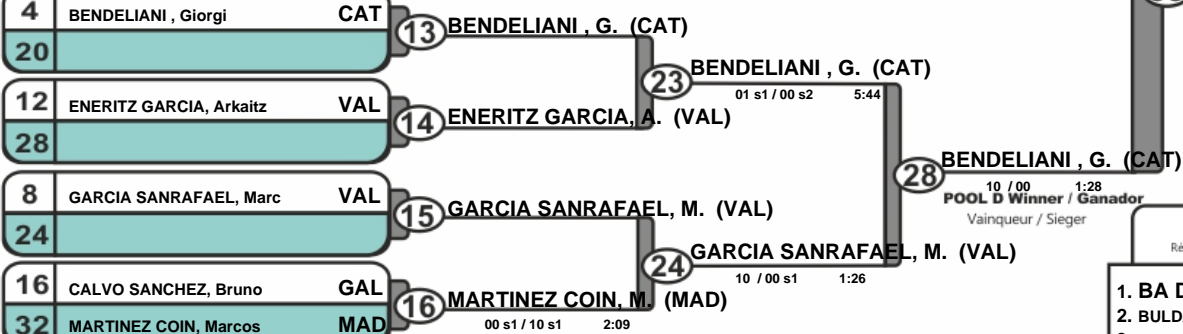 4 BENDELIANI , Giorgi CAT
20
13 BENDELIANI , G. (CAT)
12 ENERITZ GARCIA, Arkaitz VAL
28
14 ENERITZ GARCIA, A. (VAL)
23 BENDELIANI , G. (CAT)
01 s1 / 00 s2 5:44
8 GARCIA SANRAFAEL, Marc VAL
24
15 GARCIA SANRAFAEL, M. (VAL)
16 CALVO SANCHEZ, Bruno GAL
32 MARTINEZ COIN, Marcos MAD
16 MARTINEZ COIN, M. (MAD)
00 s1 / 10 s1 2:09
24 GARCIA SANRAFAEL, M. (VAL)
10 / 00 s1 1:26
28 BENDELIANI , G. (CAT)
10 / 00 1:28
POOL D Winner / Ganador
Vainqueur / Sieger
1. BA D
2. BULD